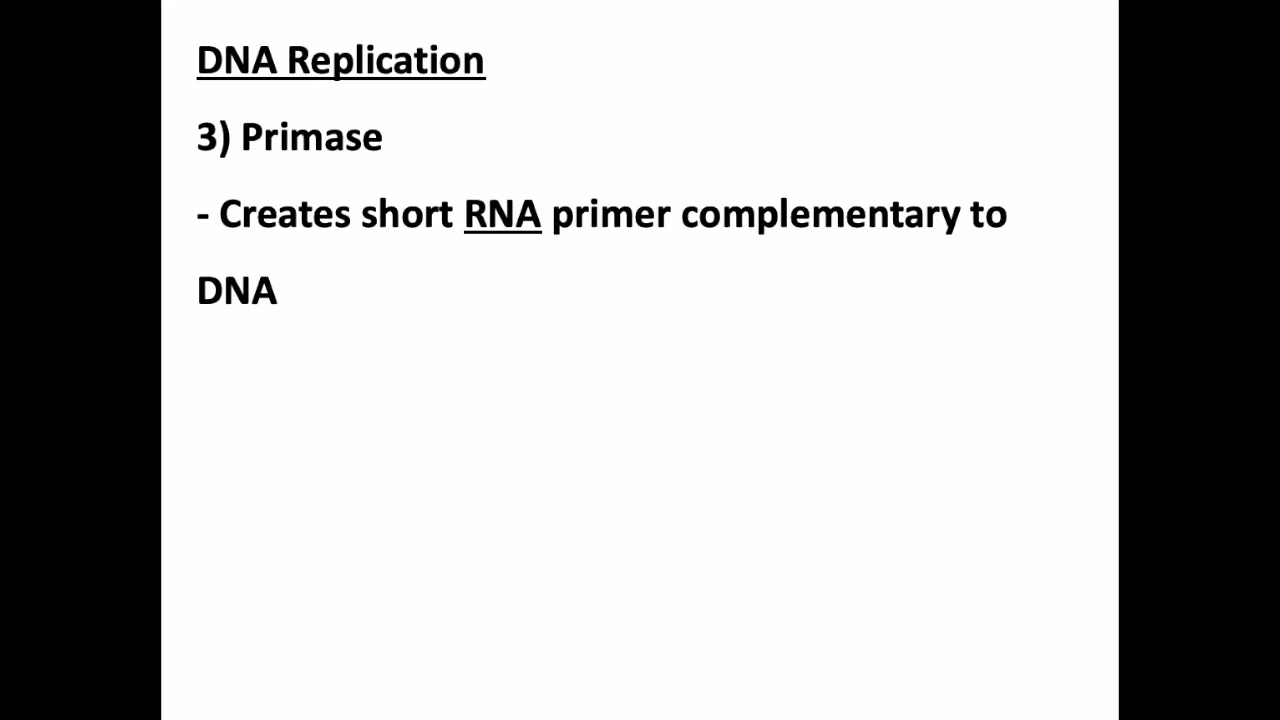 DNA Replication
3) Primase
- Creates short RNA primer complementary to
DNA